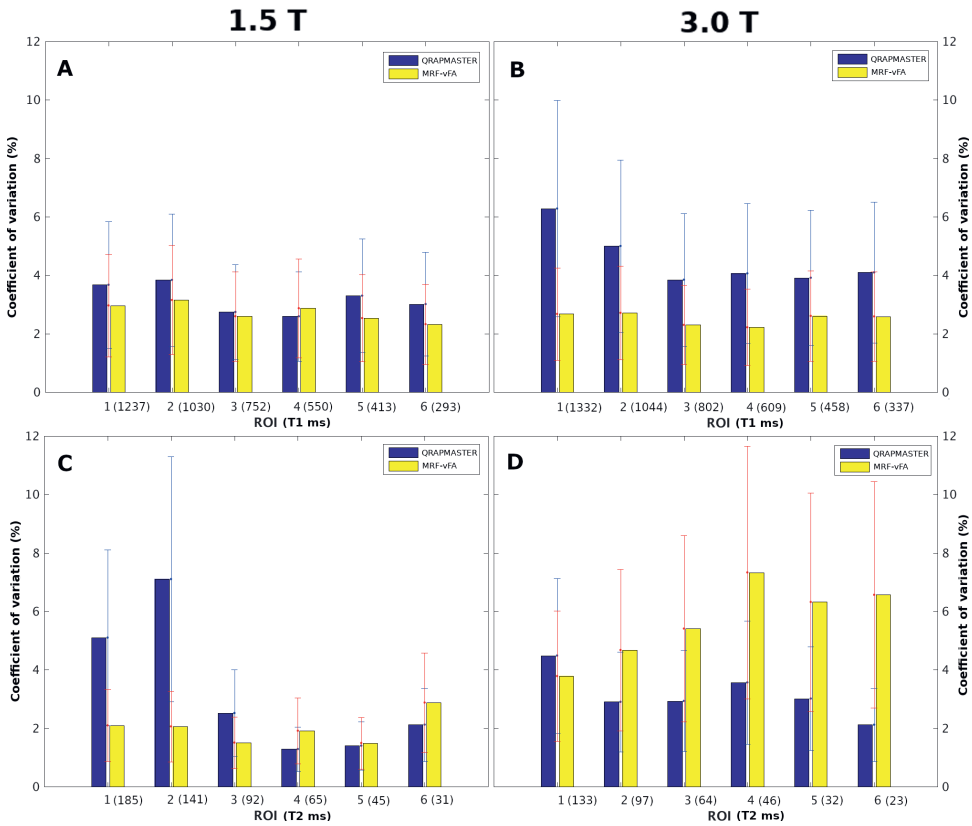 1.5 T
3.0 T
A
QRAPMASTER
MRF-vFA
Coefficient of variation (%)
12
10
8
6
4
2
0
1 (1237) 2 (1030) 3 (752) 4 (550) 5 (413) 6 (293)
ROI (T1 ms)
B
QRAPMASTER
MRF-vFA
12
10
8
6
4
2
0
Coefficient of variation (%)
1 (1332) 2 (1044) 3 (802) 4 (609) 5 (458) 6 (337)
ROI (T1 ms)
C
QRAPMASTER
MRF-vFA
Coefficient of variation (%)
12
10
8
6
4
2
0
1 (185) 2 (141) 3 (92) 4 (65) 5 (45) 6 (31)
ROI (T2 ms)
D
QRAPMASTER
MRF-vFA
12
10
8
6
4
2
0
Coefficient of variation (%)
1 (133) 2 (97) 3 (64) 4 (46) 5 (32) 6 (23)
ROI (T2 ms)